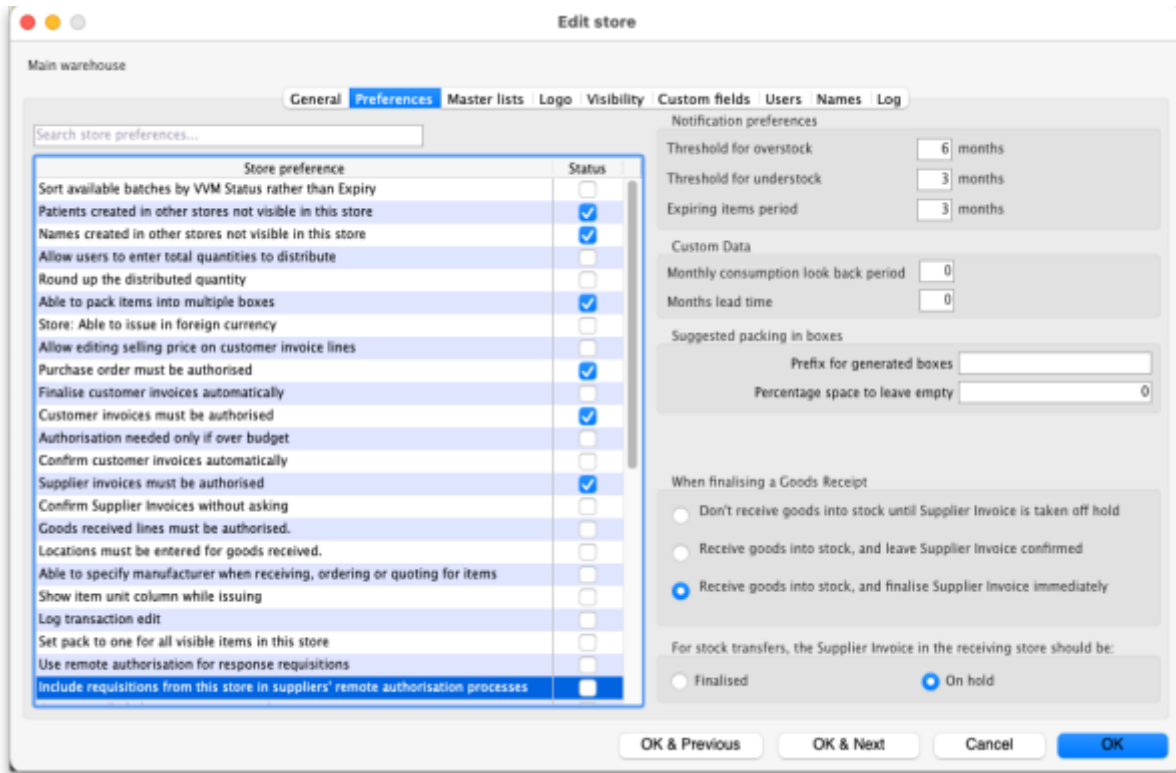 Edit store
Main warehouse
General Preferences Master lists Logo Visibility Custom fields Users Names Log
Search store preferences...
Store preference Status
Sort available batches by VVM Status rather than Expiry
Patients created in other stores not visible in this store
Names created in other stores not visible in this store
Allow users to enter total quantities to distribute
Round up the distributed quantity
Able to pack items into multiple boxes
Store: Able to issue in foreign currency
Allow editing selling price on customer invoice lines
Purchase order must be authorised
Finalise customer invoices automatically
Customer invoices must be authorised
Authorisation needed only if over budget
Confirm customer invoices automatically
Supplier invoices must be authorised
Confirm Supplier Invoices without asking
Goods received lines must be authorised.
Locations must be entered for goods received.
Able to specify manufacturer when receiving, ordering or quoting for items
Show item unit column while issuing
Log transaction edit
Set pack to one for all visible items in this store
Use remote authorisation for response requisitions
Include requisitions from this store in suppliers' remote authorisation processes
Notification preferences
Threshold for overstock 6 months
Threshold for understock 3 months
Expiring items period 3 months
Custom Data
Monthly consumption look back period 0
Months lead time 0
Suggested packing in boxes
Prefix for generated boxes
Percentage space to leave empty 0
When finalising a Goods Receipt
Don't receive goods into stock until Supplier Invoice is taken off hold
Receive goods into stock, and leave Supplier Invoice confirmed
Receive goods into stock, and finalise Supplier Invoice immediately
For stock transfers, the Supplier Invoice in the receiving store should be:
Finalised On hold
OK & Previous OK & Next Cancel OK